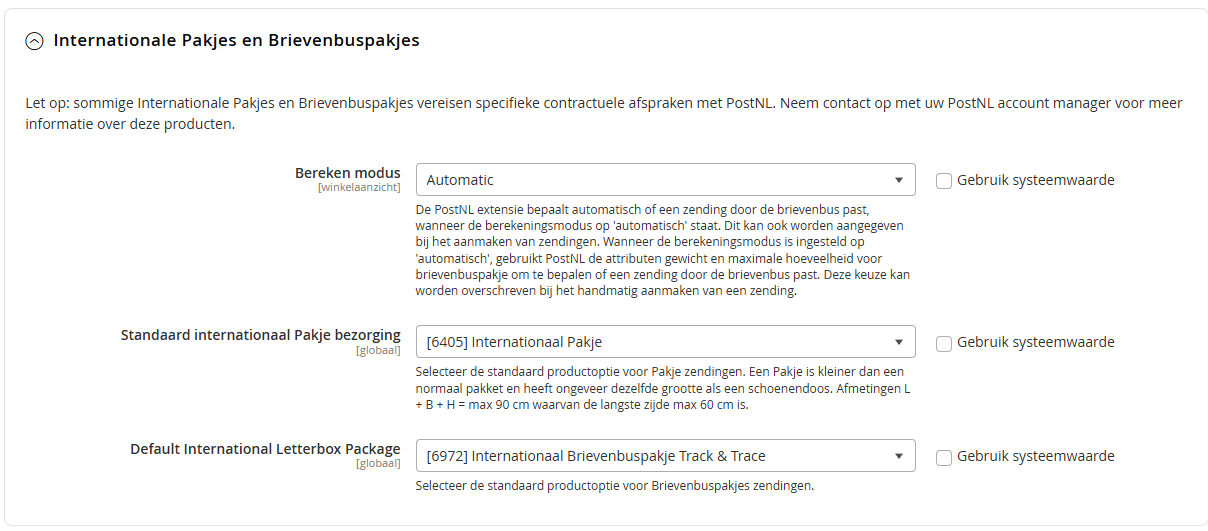 Internationale Pakjes en Brievenbuspakjes
Let op: sommige Internationale Pakjes en Brievenbuspakjes vereisen specifieke contractuele afspraken met PostNL. Neem contact op met uw PostNL account manager voor meer
informatie over deze producten.
Bereken modus
[winkelaanzicht]
Automatic
Gebruik systeemwaarde
De PostNL extensie bepaalt automatisch of een zending door de brievenbus past,
wanneer de berekeningsmodus op 'automatisch' staat. Dit kan ook worden aangegeven
bij het aanmaken van zendingen. Wanneer de berekeningsmodus is ingesteld op
'automatisch', gebruikt PostNL de attributen gewicht en maximale hoeveelheid voor
brievenbuspakje om te bepalen of een zending door de brievenbus past. Deze keuze kan
worden overschreven bij het handmatig aanmaken van een zending.
Standaard internationaal Pakje bezorging
[globaal]
[6405] Internationaal Pakje
Gebruik systeemwaarde
Selecteer de standaard productoptie voor Pakje zendingen. Een Pakje is kleiner dan een
normaal pakket en heeft ongeveer dezelfde grootte als een schoenendoos. Afmetingen L
+ B + H = max 90 cm waarvan de langste zijde max 60 cm is.
Default International Letterbox Package
[globaal]
[6972] Internationaal Brievenbuspakje Track & Trace
Gebruik systeemwaarde
Selecteer de standaard productoptie voor Brievenbuspakjes zendingen.